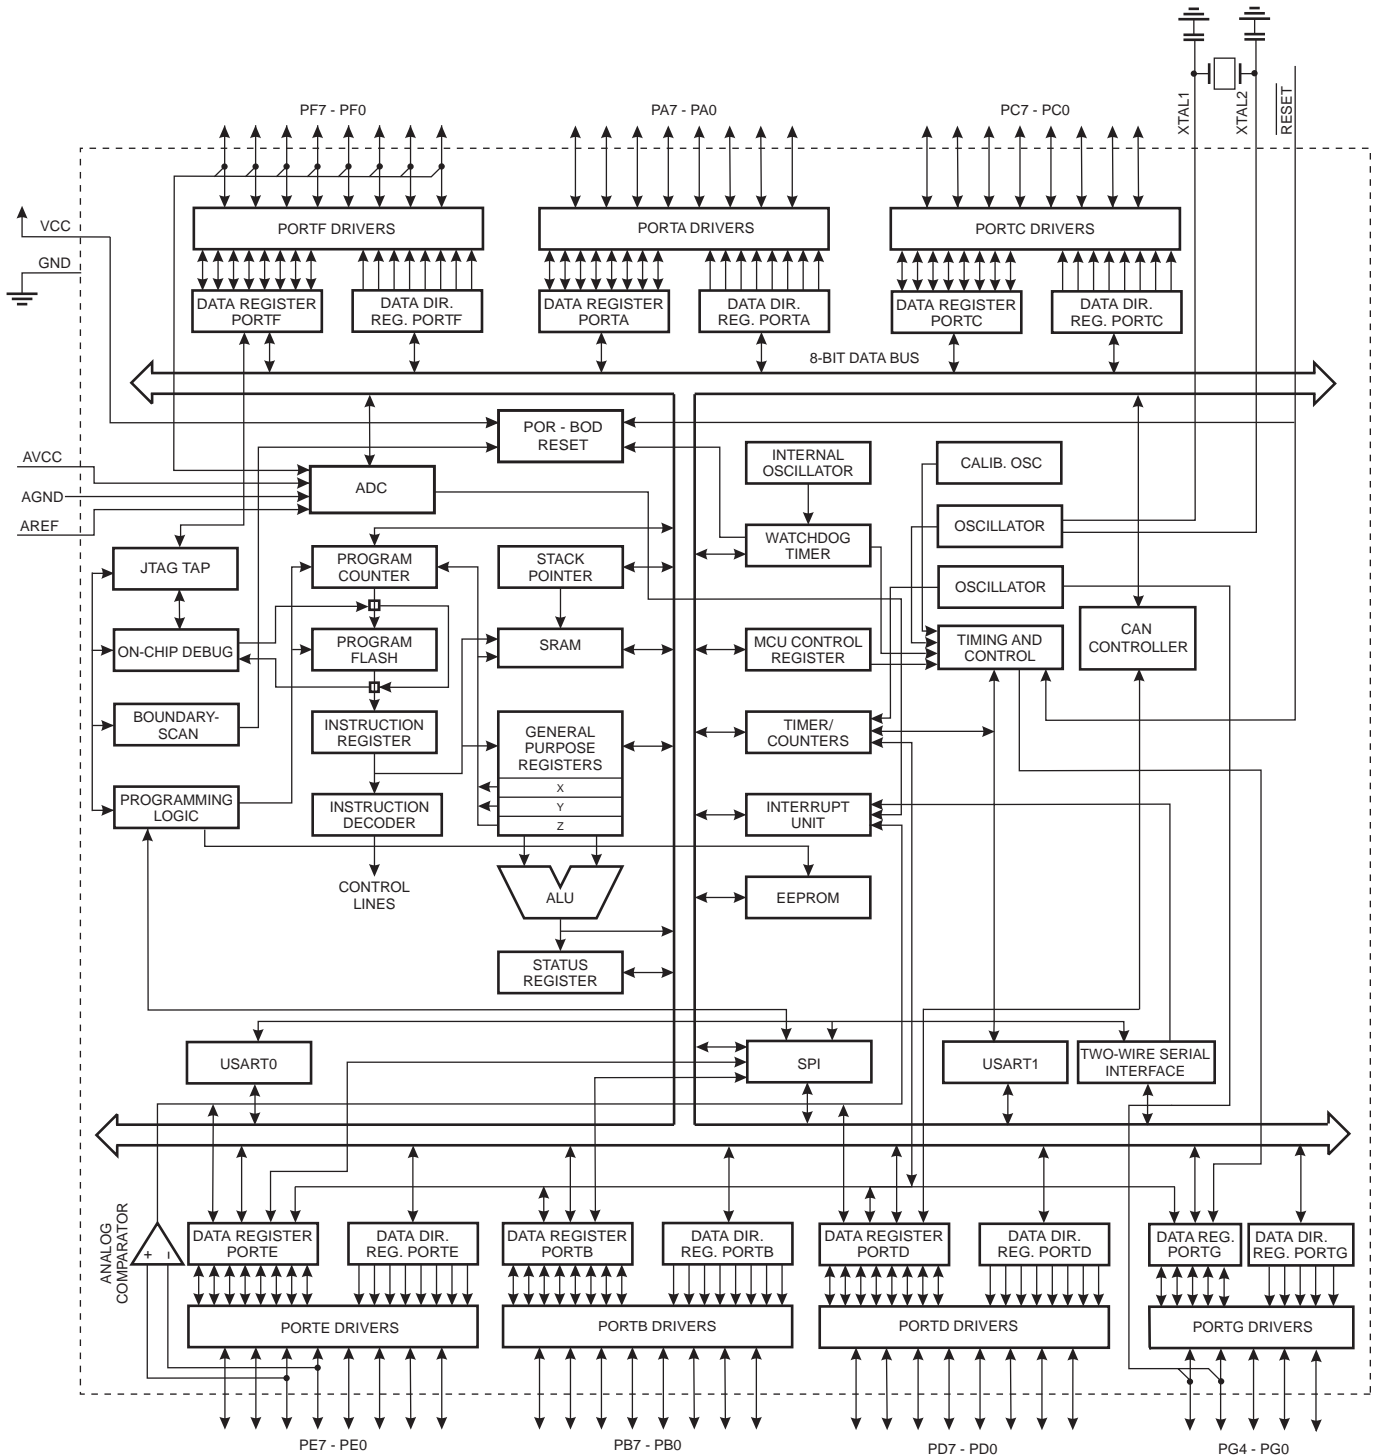 XTAL1
XTAL2
RESET
PF7 - PF0
PA7 - PA0
PC7 - PC0
VCC
GND
PORTF DRIVERS
PORTA DRIVERS
PORTC DRIVERS
DATA REGISTER
PORTF
DATA DIR.
REG. PORTF
DATA REGISTER
PORTA
DATA DIR.
REG. PORTA
DATA REGISTER
PORTC
DATA DIR.
REG. PORTC
8-BIT DATA BUS
POR - BOD
RESET
INTERNAL
OSCILLATOR
CALIB. OSC
AVCC
AGND
AREF
ADC
OSCILLATOR
WATCHDOG
TIMER
JTAG TAP
PROGRAM
COUNTER
STACK
POINTER
OSCILLATOR
ON-CHIP DEBUG
PROGRAM
FLASH
SRAM
MCU CONTROL
REGISTER
TIMING AND
CONTROL
CAN
CONTROLLER
BOUNDARY-
SCAN
INSTRUCTION
REGISTER
GENERAL
PURPOSE
REGISTERS
X
Y
Z
TIMER/
COUNTERS
PROGRAMMING
LOGIC
INSTRUCTION
DECODER
INTERRUPT
UNIT
CONTROL
LINES
ALU
EEPROM
STATUS
REGISTER
USART0
SPI
USART1
TWO-WIRE SERIAL
INTERFACE
ANALOG
COMPARATOR
+
-
DATA REGISTER
PORTE
DATA DIR.
REG. PORTE
DATA REGISTER
PORTB
DATA DIR.
REG. PORTB
DATA REGISTER
PORTD
DATA DIR.
REG. PORTD
DATA REG.
PORTG
DATA DIR.
REG. PORTG
PORTE DRIVERS
PORTB DRIVERS
PORTD DRIVERS
PORTG DRIVERS
PE7 - PE0
PB7 - PB0
PD7 - PD0
PG4 - PG0